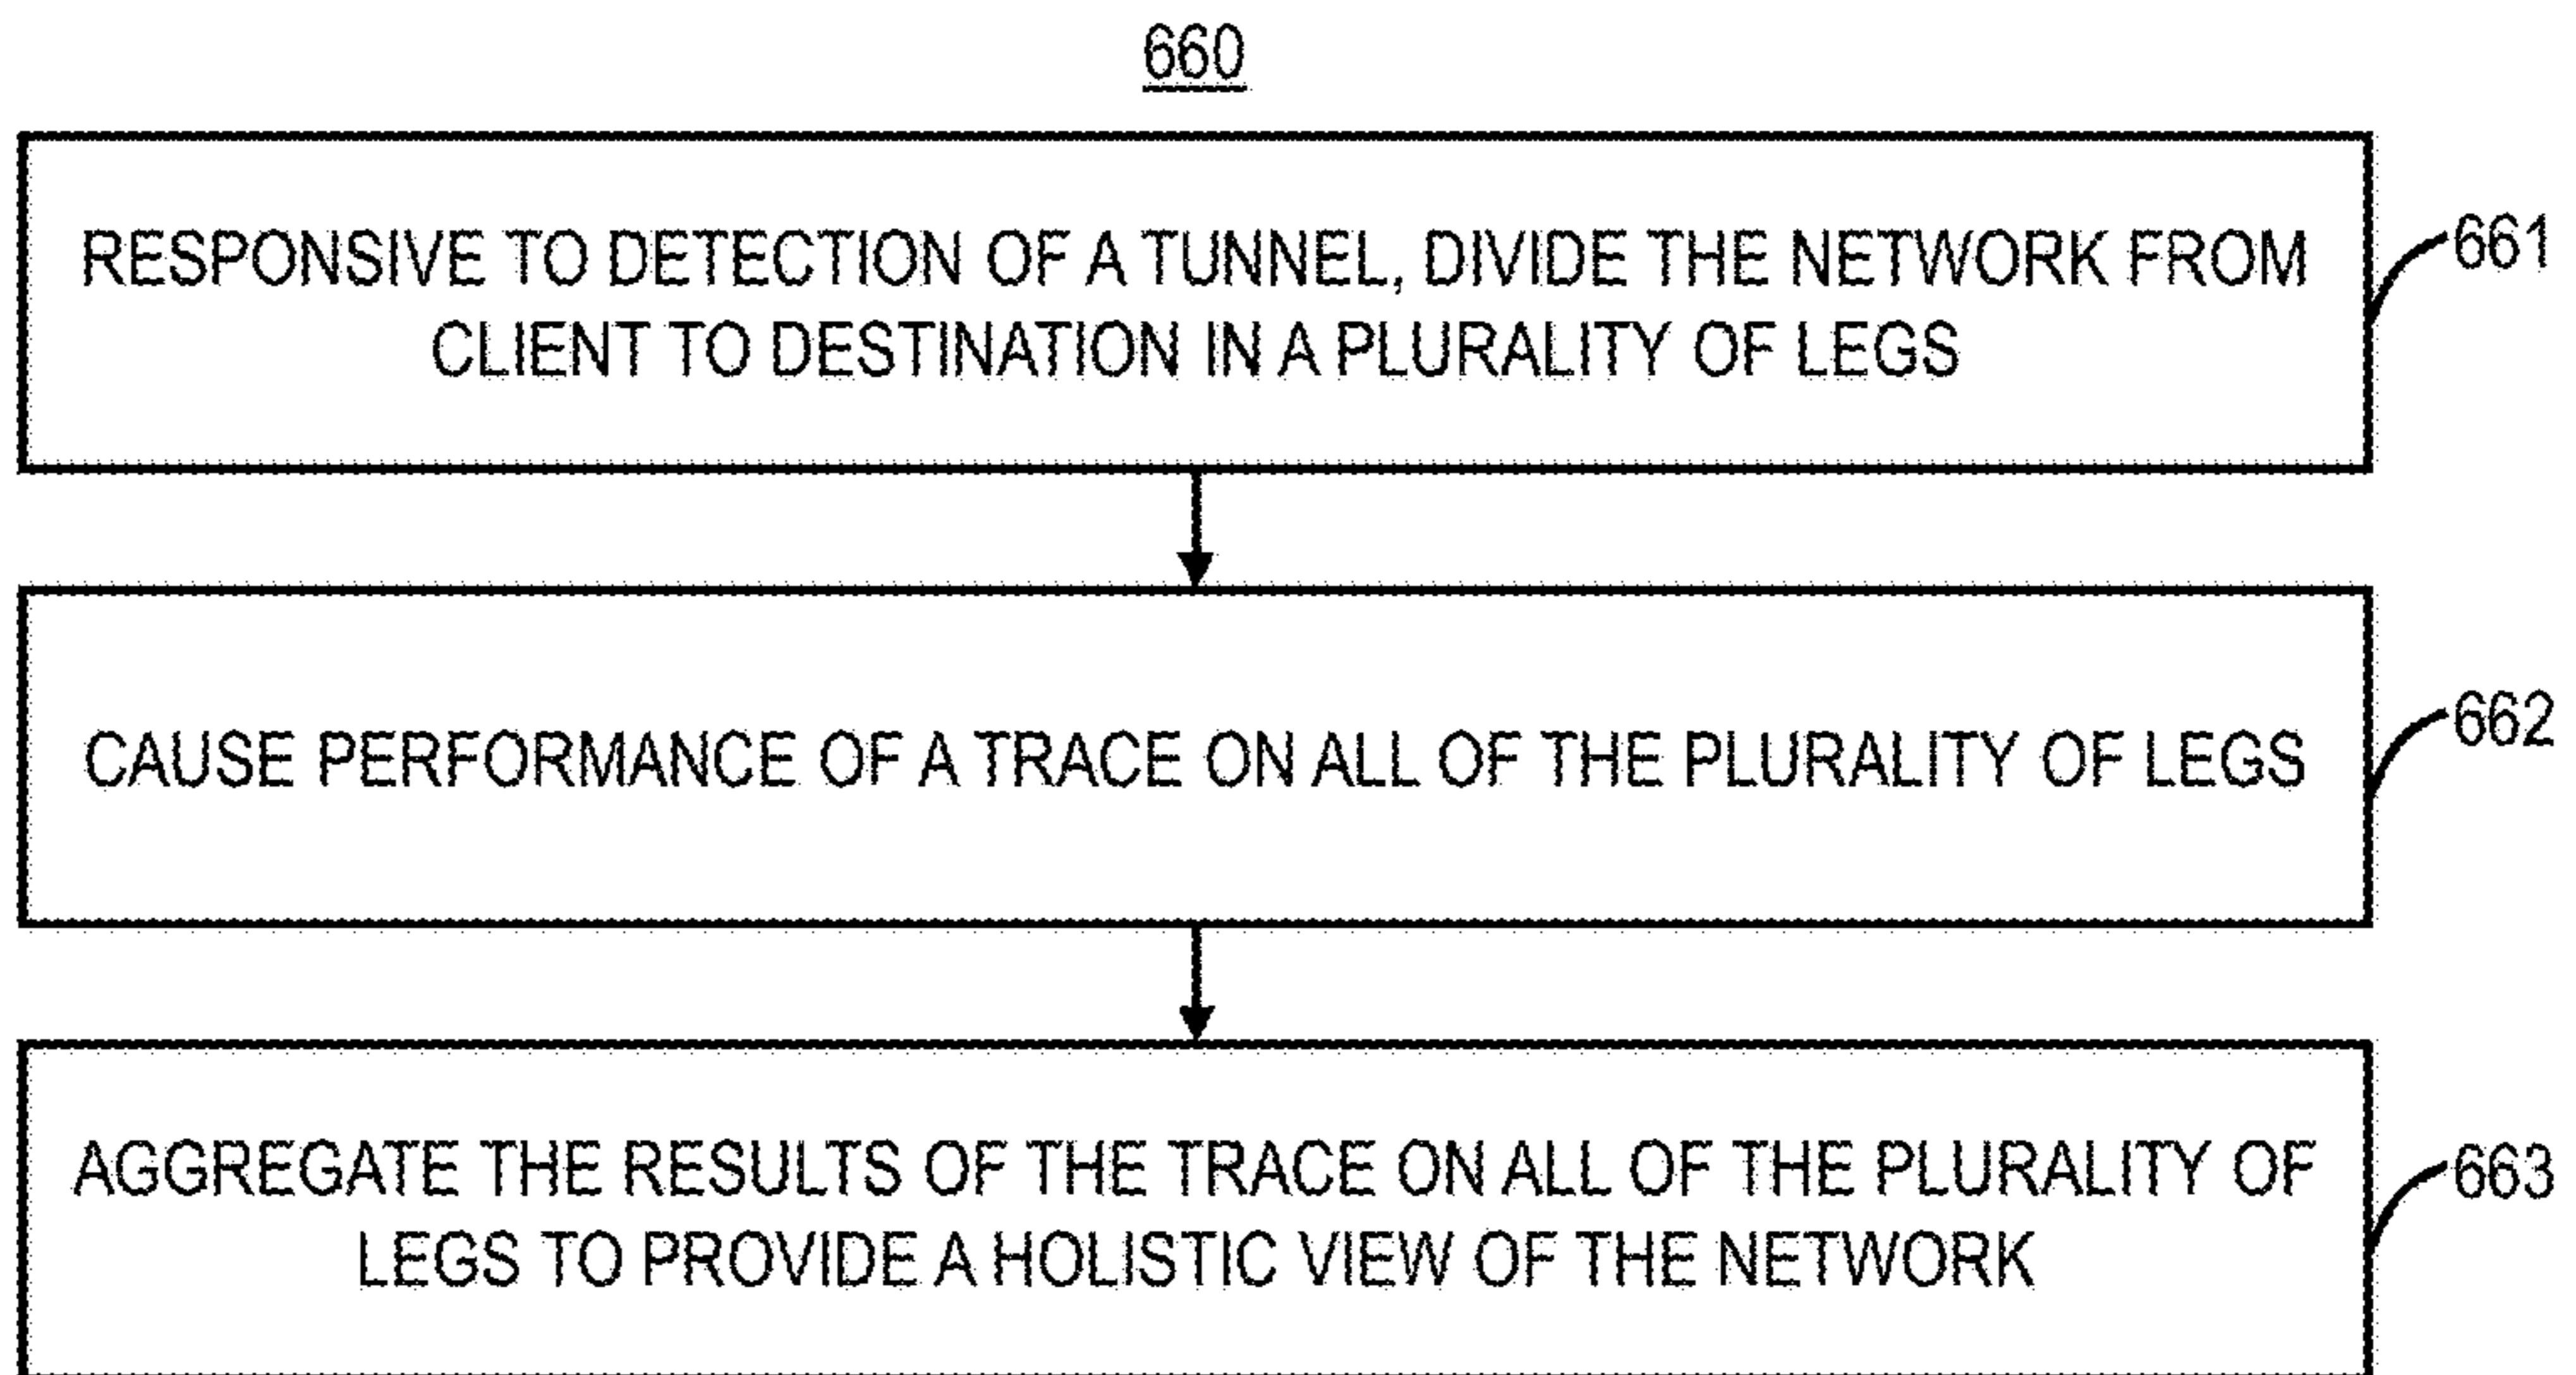 660
RESPONSIVE TO DETECTION OF A TUNNEL, DIVIDE THE NETWORK FROM
CLIENT TO DESTINATION IN A PLURALITY OF LEGS
661
CAUSE PERFORMANCE OF A TRACE ON ALL OF THE PLURALITY OF LEGS
662
AGGREGATE THE RESULTS OF THE TRACE ON ALL OF THE PLURALITY OF
LEGS TO PROVIDE A HOLISTIC VIEW OF THE NETWORK
663